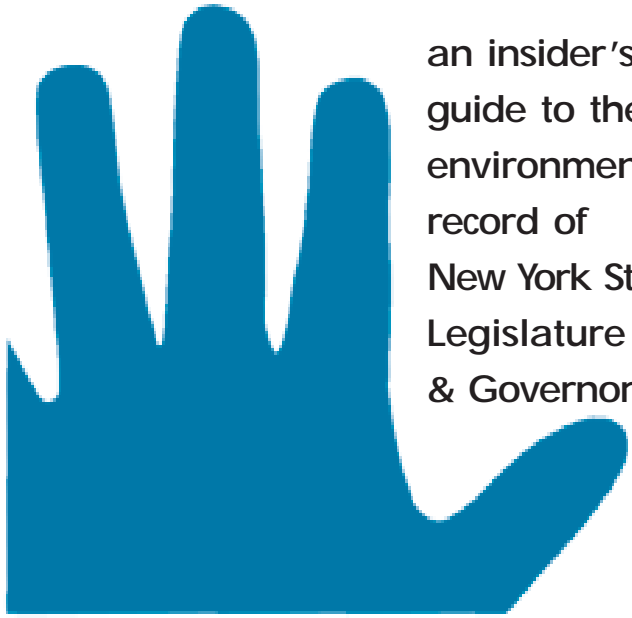 an insider's
guide to the
environmen
record of
New York St
Legislature
& Governor